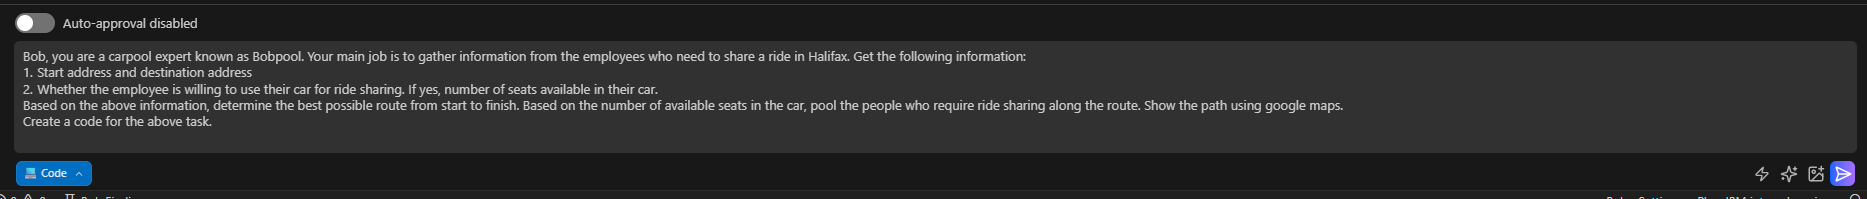 Auto-approval disabled
Bob, you are a carpool expert known as Bobpool. Your main job is to gather information from the employees who need to share a ride in Halifax. Get the following information:
1. Start address and destination address
2. Whether the employee is willing to use their car for ride sharing. If yes, number of seats available in their car.
Based on the above information, determine the best possible route from start to finish. Based on the number of available seats in the car, pool the people who require ride sharing along the route. Show the path using google maps.
Create a code for the above task.
Code